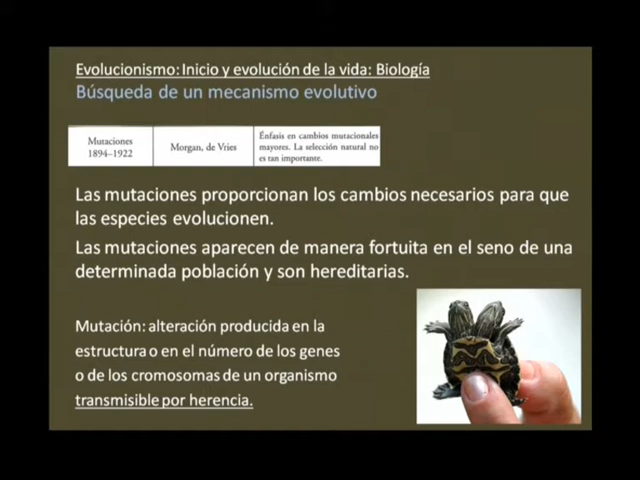 Evolucionismo: Inicio y evolución de la vida: Biología
Búsqueda de un mecanismo evolutivo
Mutaciones
1894–1922
Morgan, de Vries
Énfasis en cambios mutacionales
mayores. La selección natural no
es tan importante.
Las mutaciones proporcionan los cambios necesarios para que
las especies evolucionen.
Las mutaciones aparecen de manera fortuita en el seno de una
determinada población y son hereditarias.
Mutación: alteración producida en la
estructura o en el número de los genes
o de los cromosomas de un organismo
transmisible por herencia.